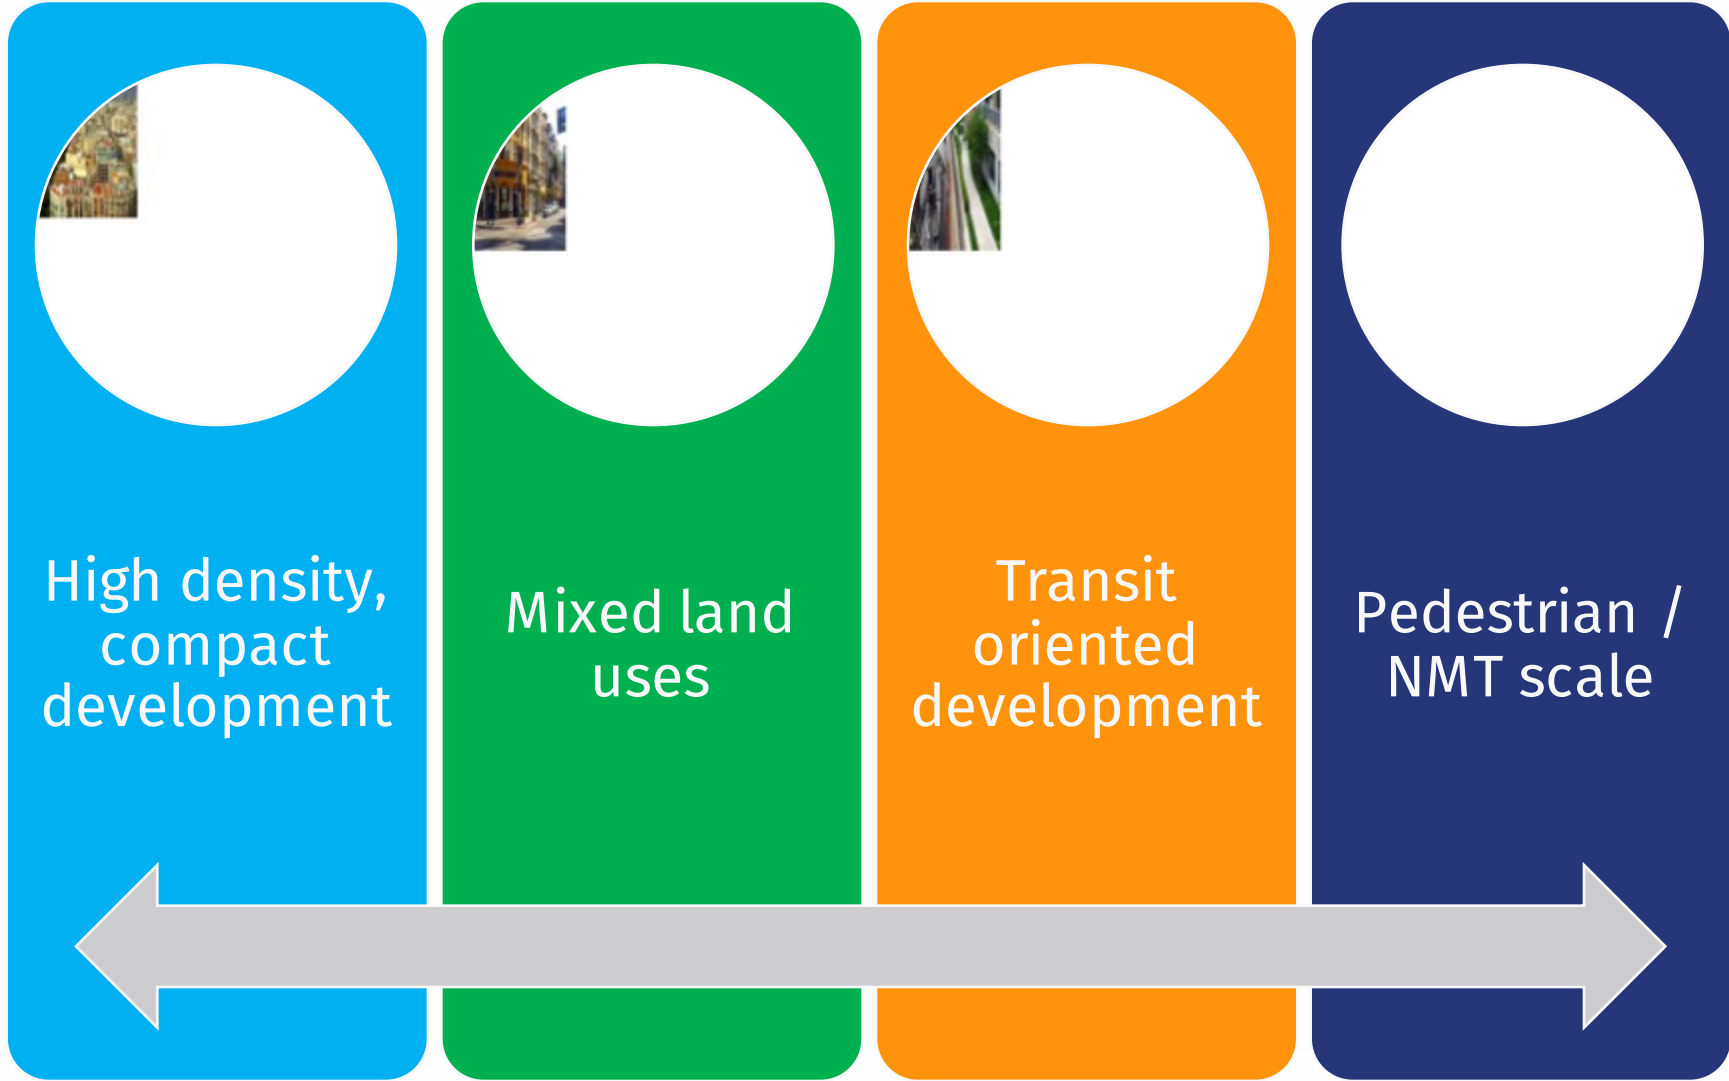 High density,
compact
development
Mixed land
uses
Transit
oriented
development
Pedestrian /
NMT scale